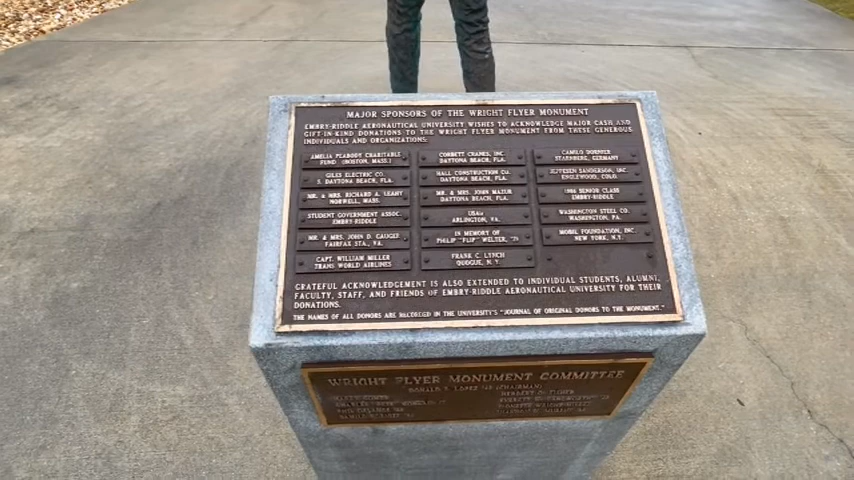 MAJOR SPONSORS OF THE WRIGHT FLYER MONUMENT
EMBRY-RIDDLE AERONAUTICAL UNIVERSITY WISHES TO ACKNOWLEDGE MAJOR CASH AND
GIFT-IN-KIND DONATIONS TO THE WRIGHT FLYER MONUMENT FROM THESE GENEROUS
INDIVIDUALS AND ORGANIZATIONS:
AMELIA PEABODY CHARITABLE
FUND (BOSTON, MASS.)
GILES ELECTRIC CO.
S. DAYTONA BEACH, FLA.
MR. & MRS. RICHARD A. LEAHY
NORWELL, MASS.
STUDENT GOVERNMENT ASSOC.
EMBRY-RIDDLE
MR. & MRS. JOHN D. GAUGER
FAIRFAX STA., VA.
CAPT. WILLIAM MILLER
TRANS WORLD AIRLINES
CORBETT CRANES, INC.
DAYTONA BEACH, FLA.
HALL CONSTRUCTION CO.
DAYTONA BEACH, FLA.
MR. & MRS. JOHN MAZUR
DAYTONA BEACH, FLA.
USAir
ARLINGTON, VA.
IN MEMORY OF
PHILIP "FLIP" WELTER,
FRANK C. LYNCH
QUOGUE, N.Y.
CAMILO DORNIER
STARNBERG, GERMANY
JEPPESEN SANDERSON, INC
ENGLEWOOD, COLO.
SENIOR CLASS
EMBRY-RIDDLE
WASHINGTON STEEL CO.
WASHINGTON, PA.
MOBIL FOUNDATION, INC.
NEW YORK, N.Y.
GRATEFUL ACKNOWLEDGEMENT IS ALSO EXTENDED TO INDIVIDUAL STUDENTS, ALUMNI,
FACULTY, STAFF, AND FRIENDS OF EMBRY-RIDDLE AERONAUTICAL UNIVERSITY FOR THEIR
DONATIONS.
THE NAMES OF ALL DONORS ARE RECORDED IN THE UNIVERSITY'S "JOURNAL OF ORIGINAL DONORS TO THE MONUMENT."
WRIGHT FLYER MONUMENT COMMITTEE
(CHAIRMAN)